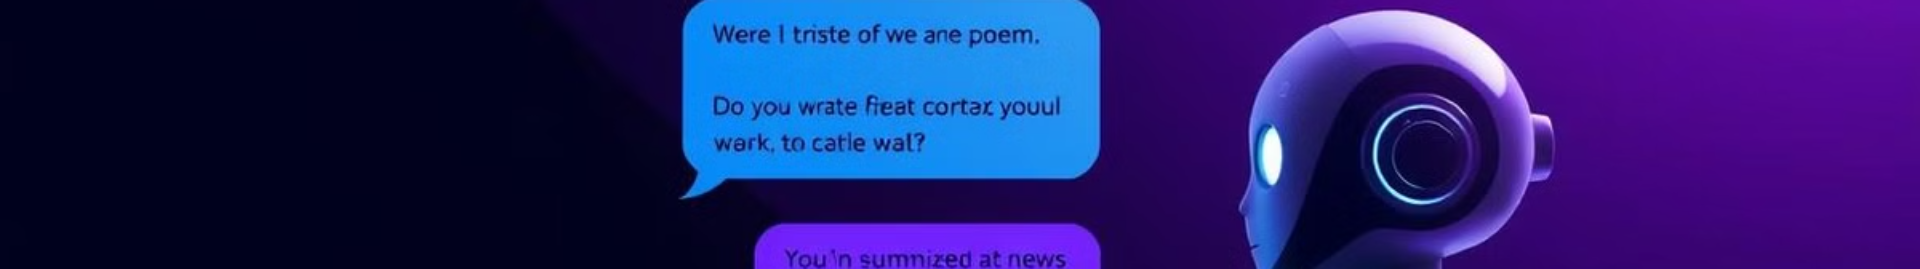 Were I triste of we ane poem.
Do you wrate fieat cortax youul
wark, to catle wal?
You'n sumnized at news